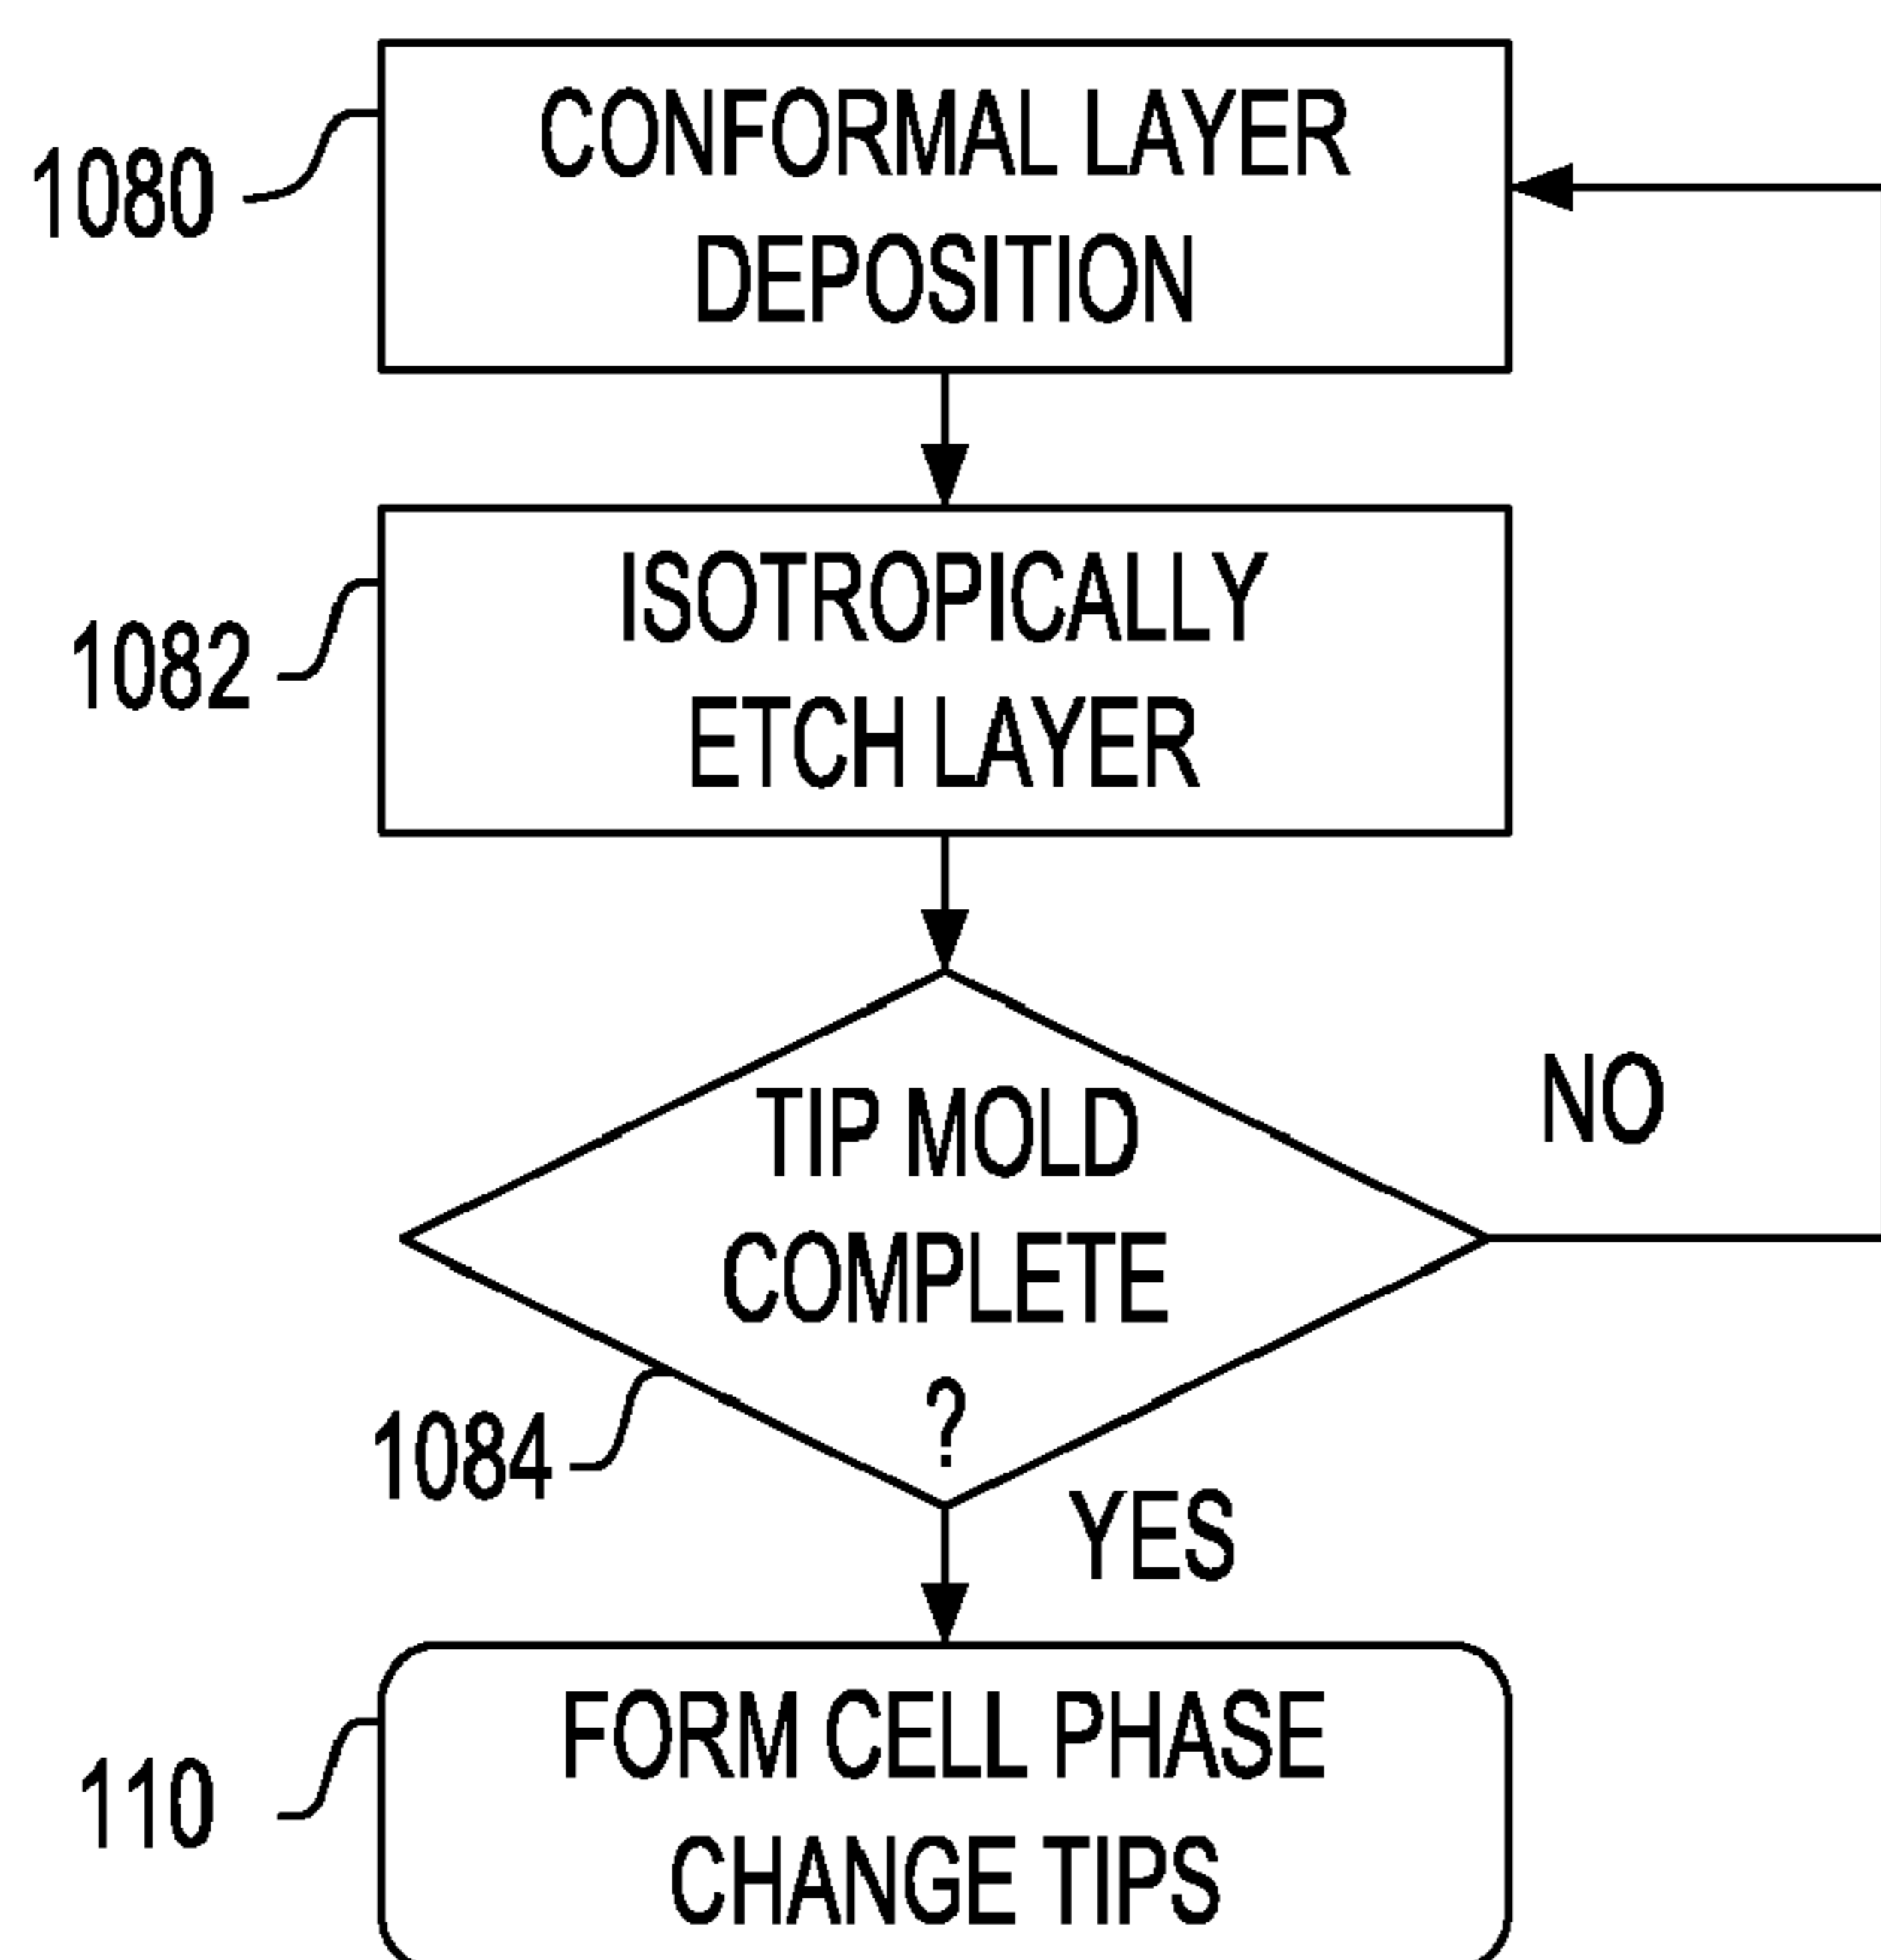 CONFORMAL LAYER
DEPOSITION
1080
ISOTROPICALLY
ETCH LAYER
1082
TIP MOLD
COMPLETE
?
NO
1084
YES
FORM CELL PHASE
CHANGE TIPS
110